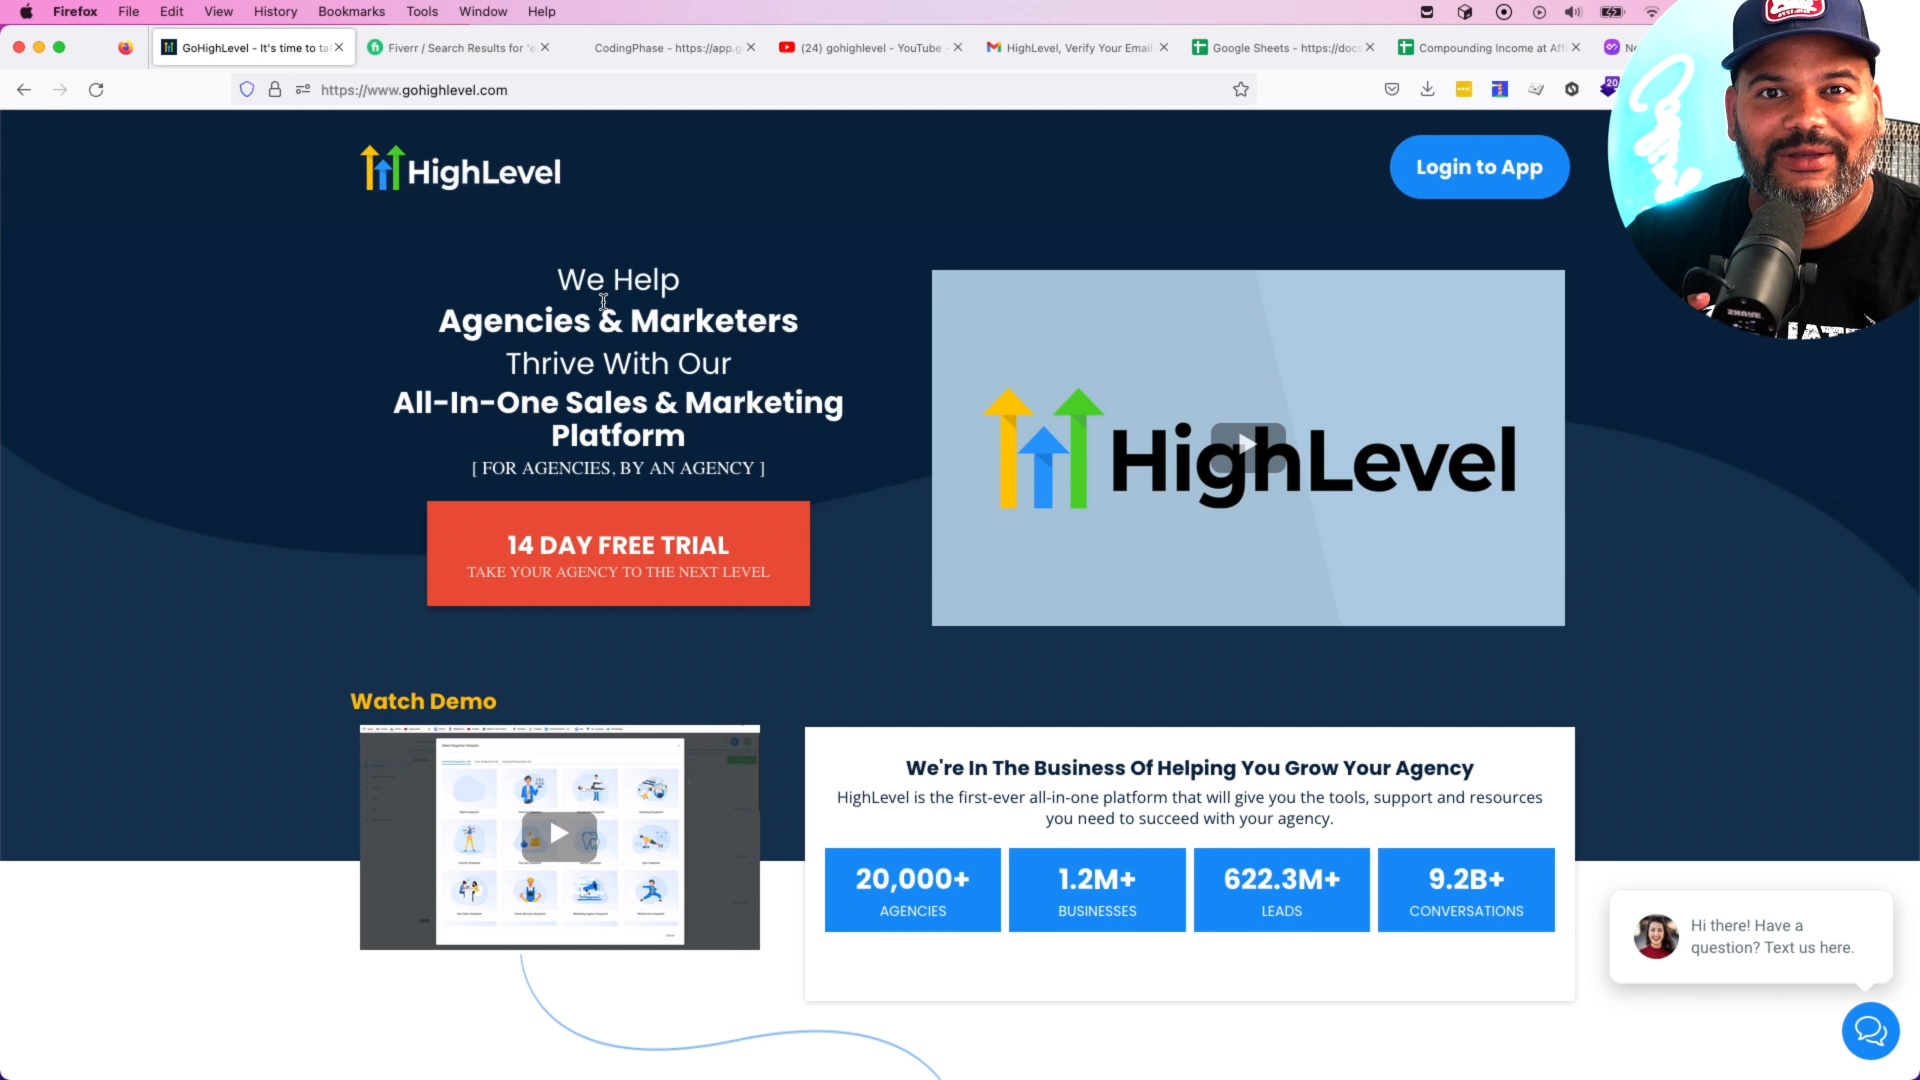 Firefox File Edit View History Bookmarks Tools Window Help
GoHighLevel - It's time to ta
Fiverr / Search Results for 'e
CodingPhase - https://app.g
(24) gohighlevel - YouTube -
HighLevel, Verify Your Email
Google Sheets - https://docs
Compounding Income at Aff
https://www.gohighlevel.com
20
HighLevel
Login to App
We Help
Agencies & Marketers
Thrive With Our
All-In-One Sales & Marketing
Platform
[ FOR AGENCIES, BY AN AGENCY ]
14 DAY FREE TRIAL
TAKE YOUR AGENCY TO THE NEXT LEVEL
HighLevel
Watch Demo
We're In The Business Of Helping You Grow Your Agency
HighLevel is the first-ever all-in-one platform that will give you the tools, support and resources
you need to succeed with your agency.
20,000+
AGENCIES
1.2M+
BUSINESSES
622.3M+
LEADS
9.2B+
CONVERSATIONS
Hi there! Have a
question? Text us here.